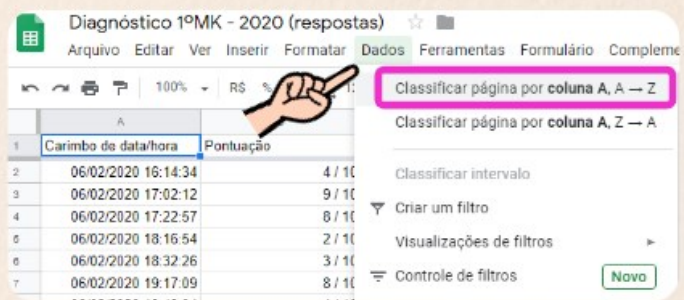 Diagnóstico 1ºMK - 2020 (respostas)
Arquivo Editar Ver Inserir Formatar Dados Ferramentas Formulário Compleme
100% R$ %
Classificar página por coluna A, A → Z
Classificar página por coluna A, Z → A
Classificar intervalo
Criar um filtro
Visualizações de filtros
Controle de filtros Novo
A
1 Carimbo de data/hora Pontuação
2 06/02/2020 16:14:34 4 / 10
3 06/02/2020 17:02:12 9 / 10
4 06/02/2020 17:22:57 8 / 10
5 06/02/2020 18:16:54 2 / 10
6 06/02/2020 18:32:26 3 / 10
7 06/02/2020 19:17:09 8 / 10